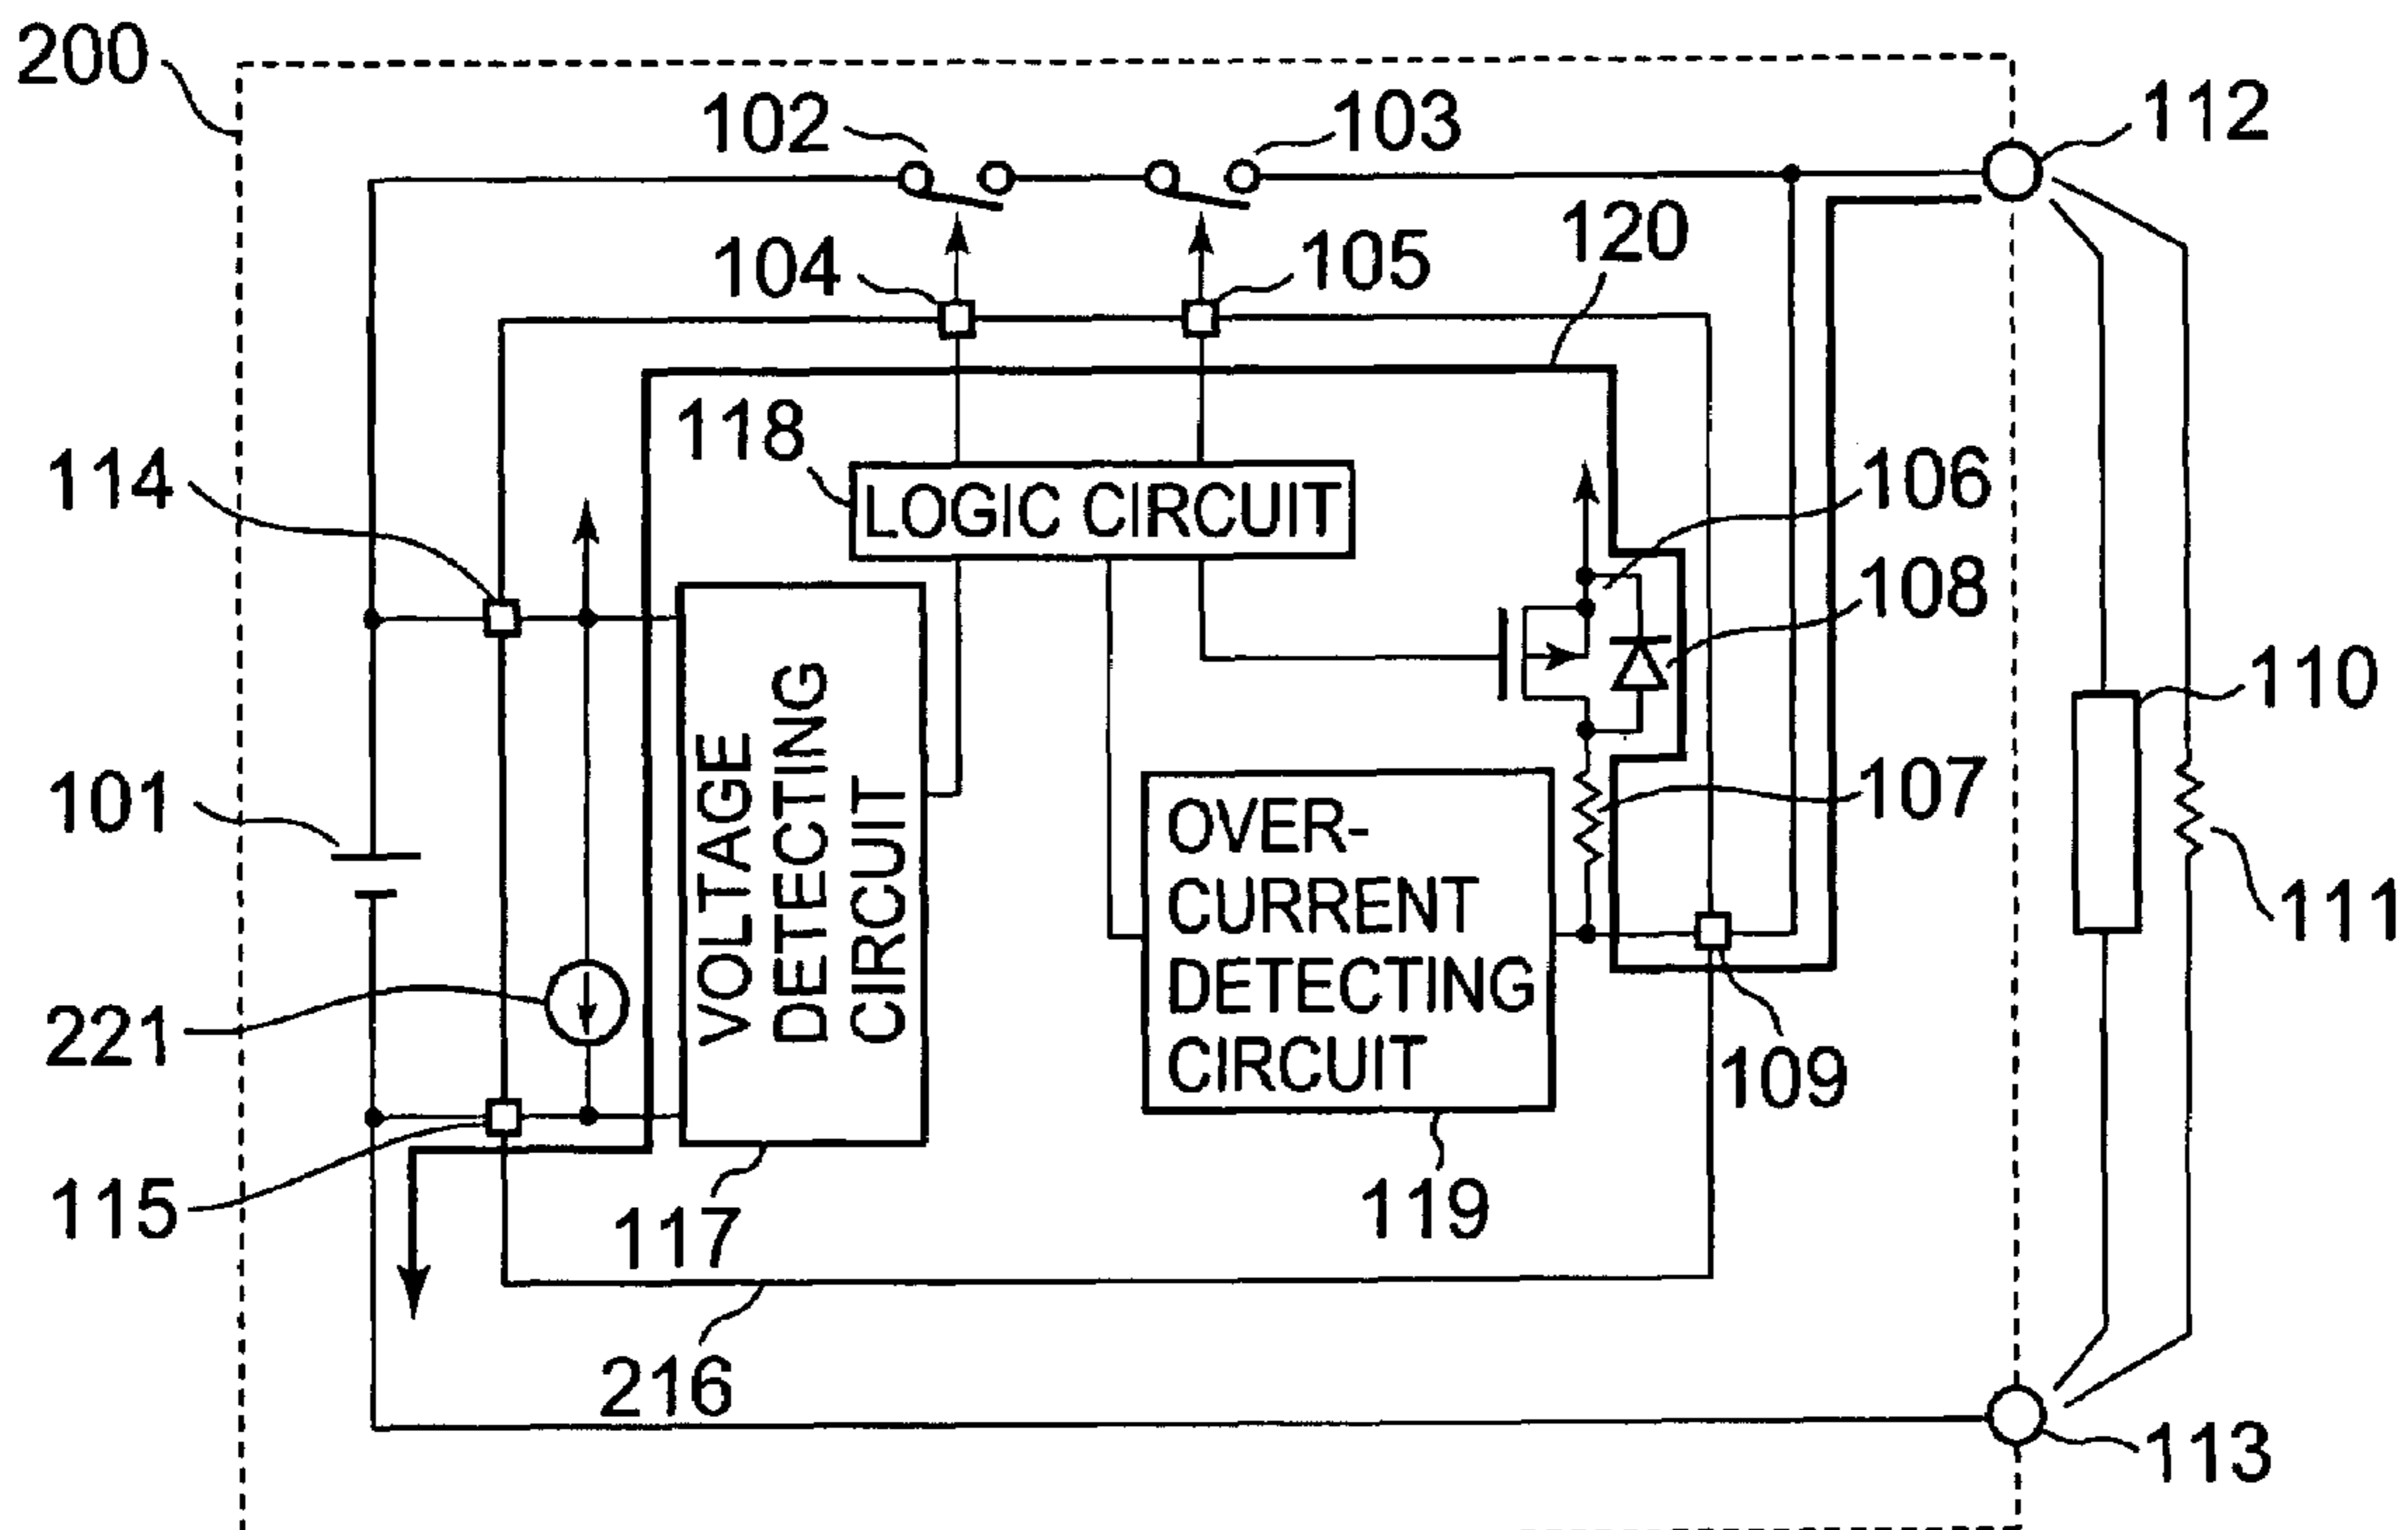 200
102
103
112
104
105
120
118
114
LOGIC CIRCUIT
106
108
110
101
VOLTAGE
DETECTING
CIRCUIT
107
OVER-
CURRENT
DETECTING
CIRCUIT
111
221
109
115
117
119
216
113